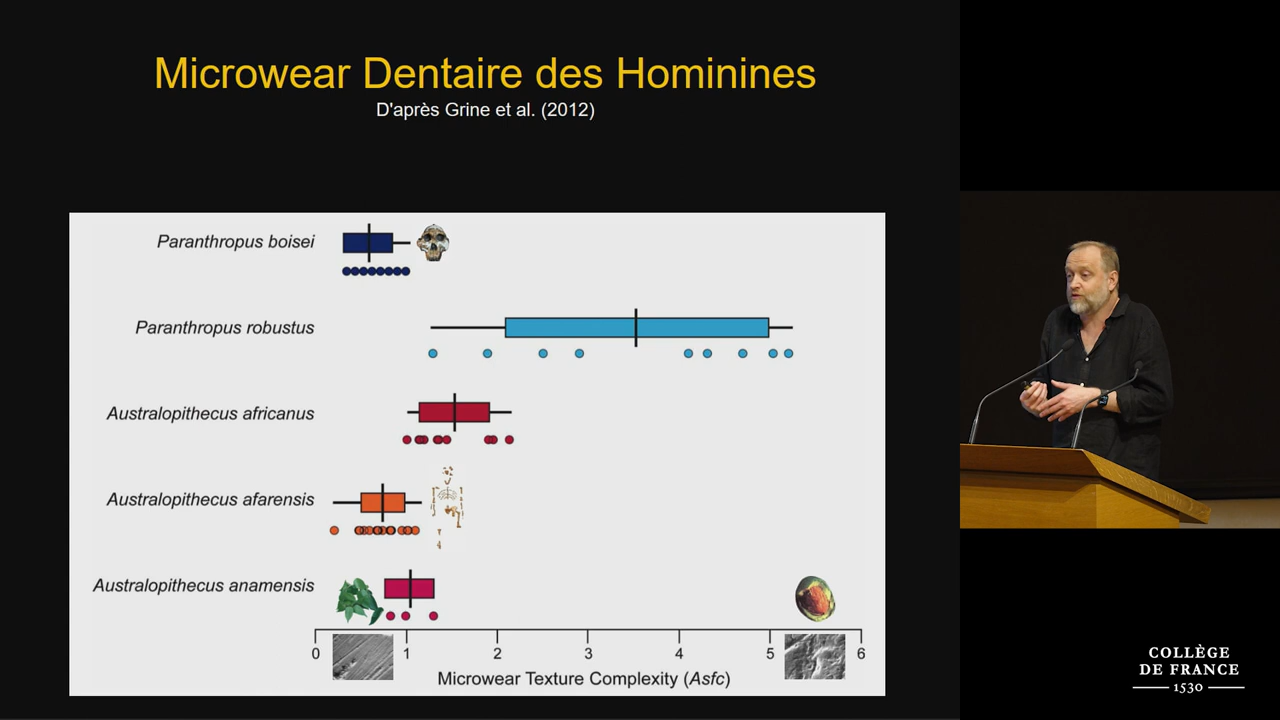 Microwear Dentaire des Hominines
D'après Grine et al. (2012)
Paranthropus boisei
Paranthropus robustus
Australopithecus africanus
Australopithecus afarensis
Australopithecus anamensis
0 1 2 3 4 5 6
Microwear Texture Complexity (Asfc)
COLLÈGE
DE FRANCE
1530